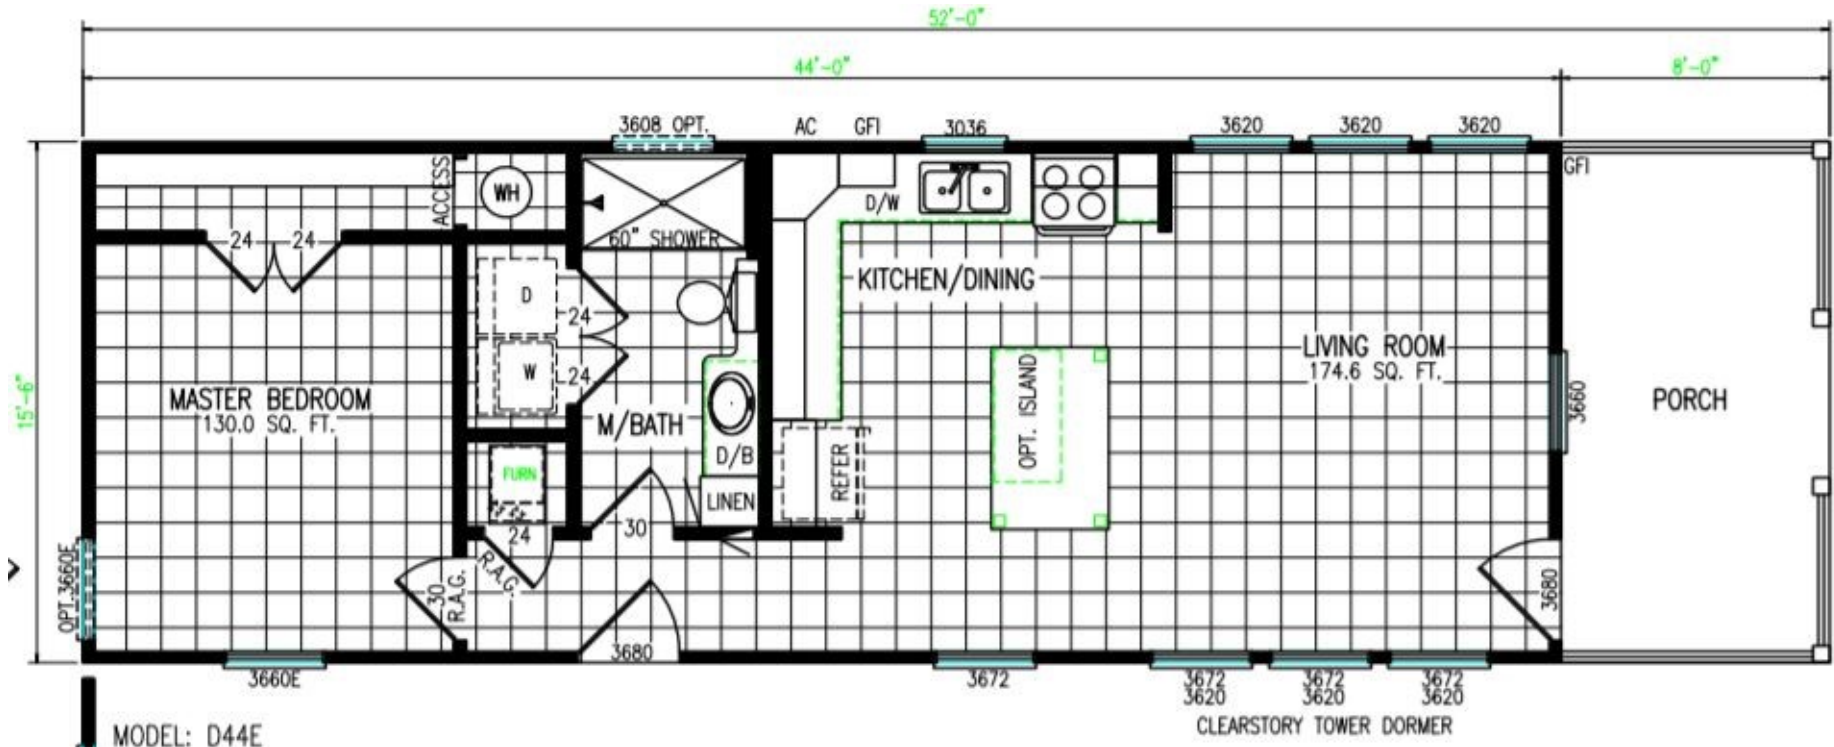 52'-0"
44'-0"
8'-0"
3608 OPT.
AC
GFI
3036
3620
3620
3620
GFI
ACCESS
WH
D/W
24
24
60" SHOWER
KITCHEN/DINING
D
24
W
24
LIVING ROOM
174.6 SQ. FT.
15'-6"
MASTER BEDROOM
130.0 SQ. FT.
M/BATH
OPT. ISLAND
3660
PORCH
D/B
FURN
REFER
LINEN
24
30
R.A.G.
OPT.3660E
30
R.A.G.
3680
3680
3660E
3672
3672
3620
3672
3620
3672
3620
CLEARSTORY TOWER DORMER
MODEL: D44E